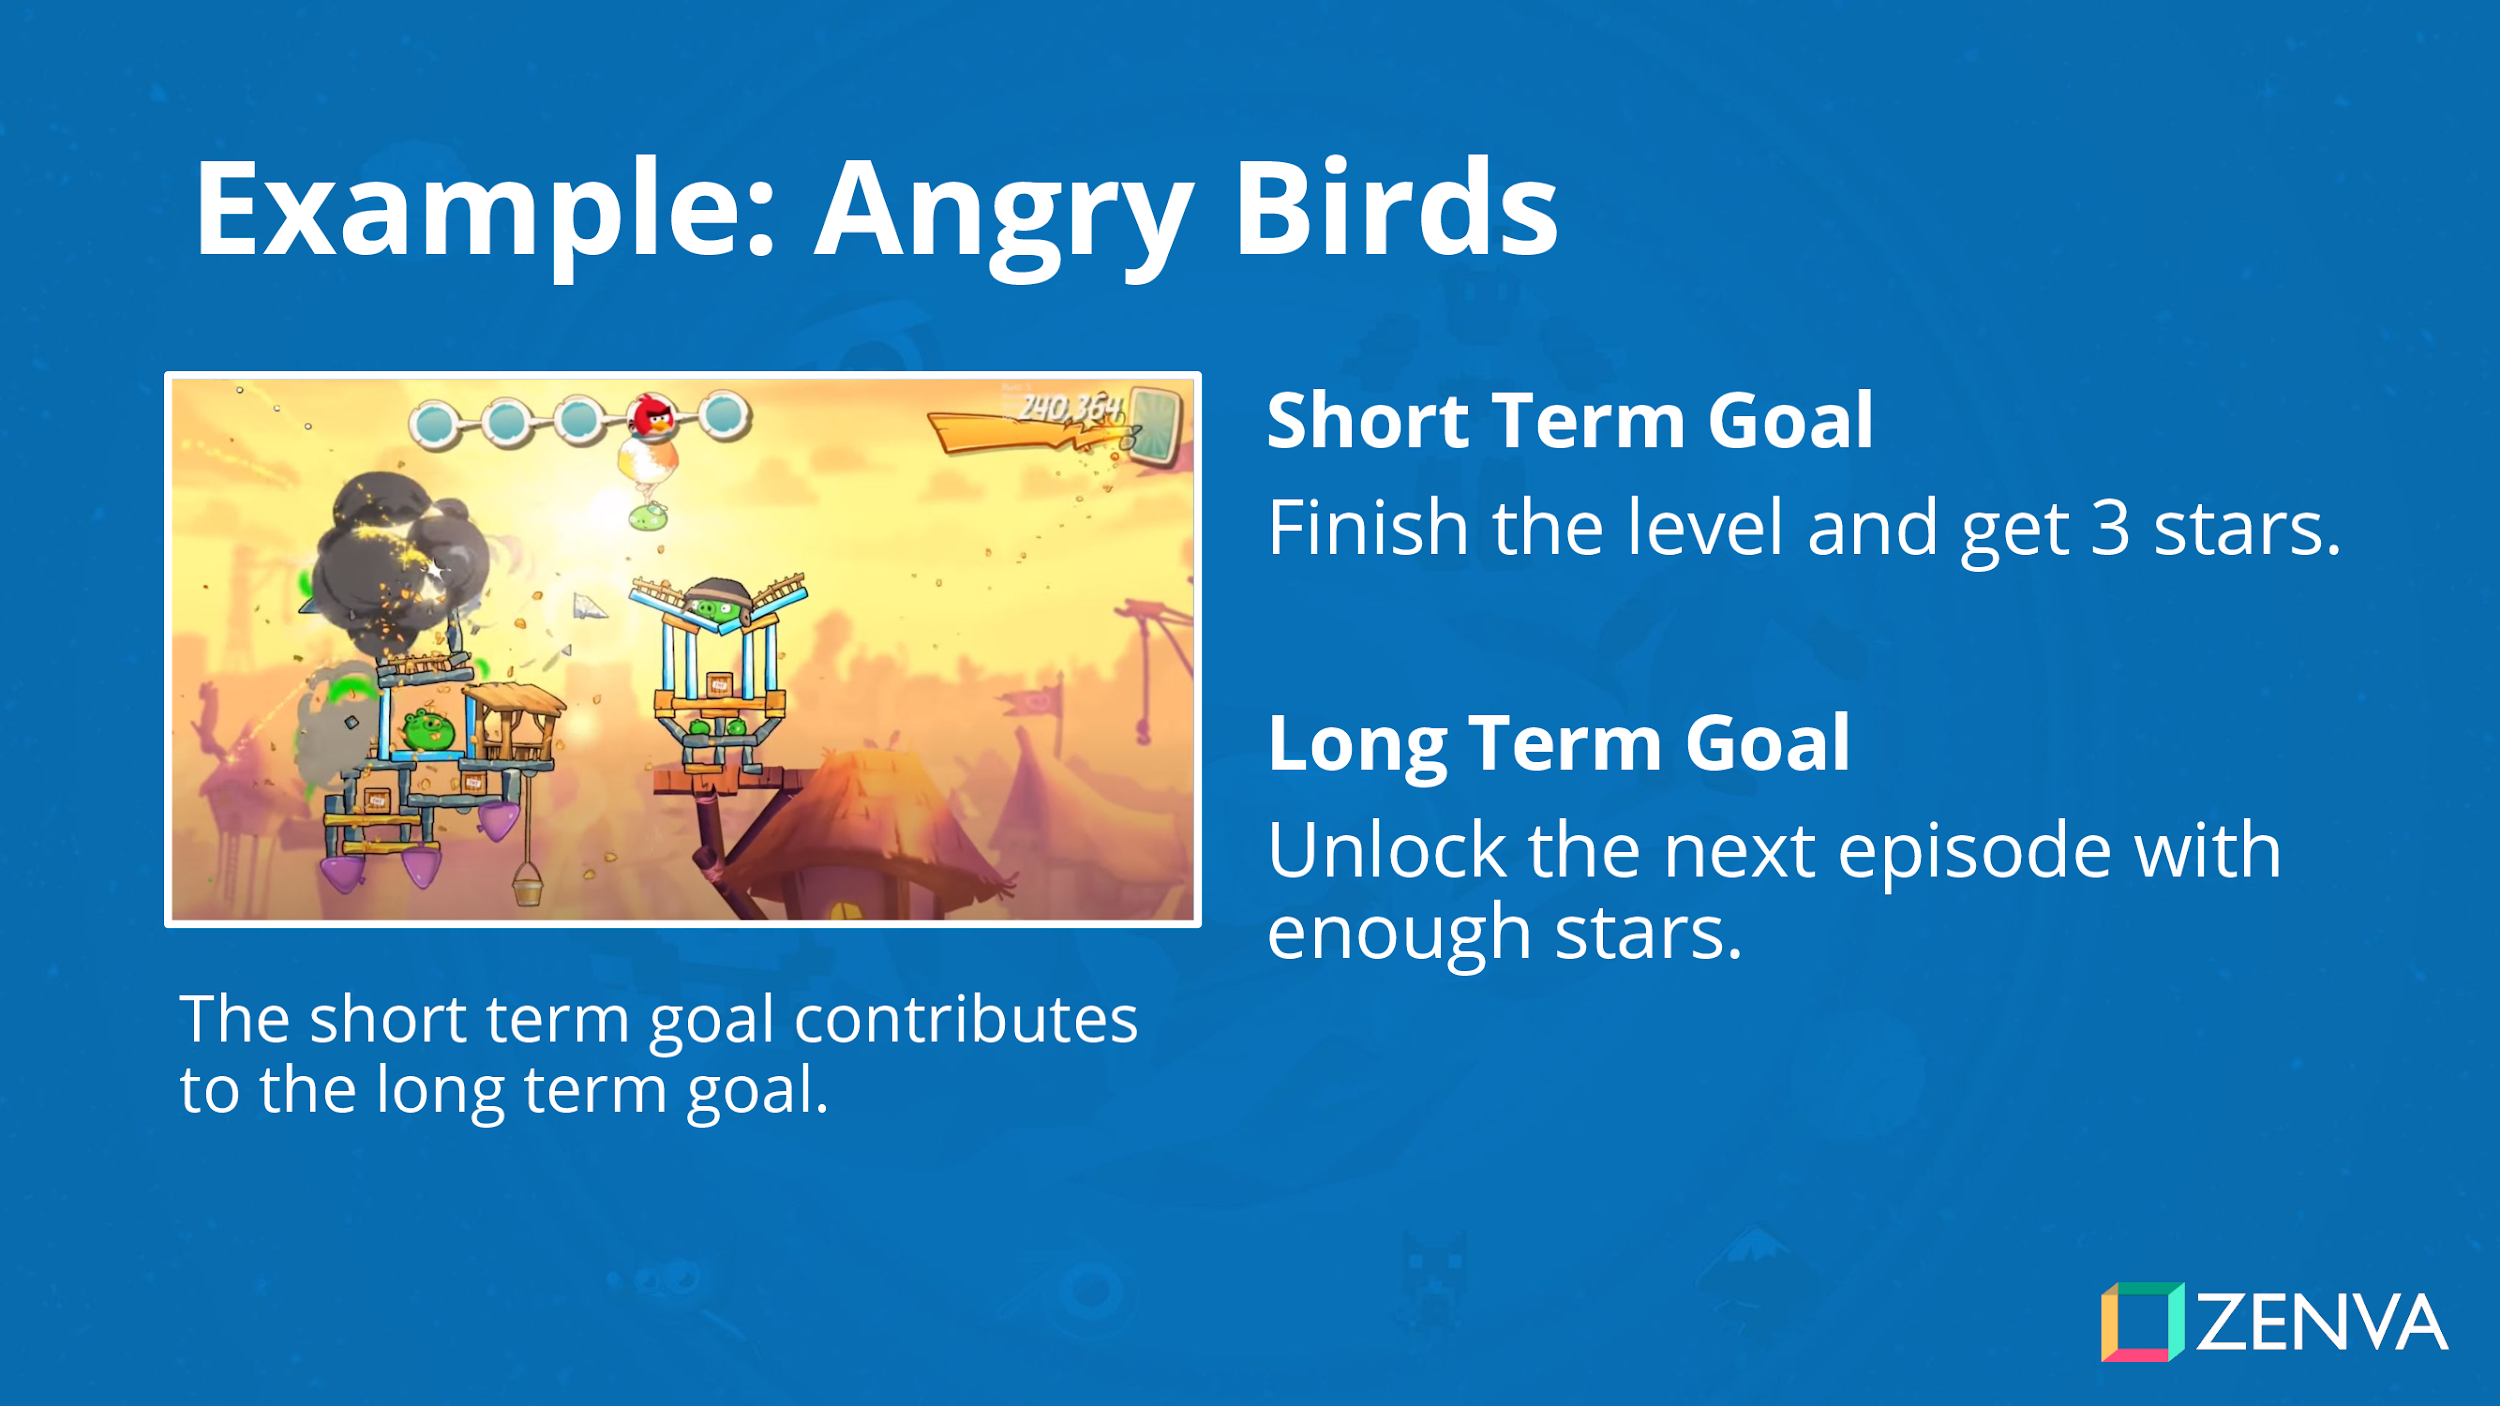 Example: Angry Birds
240,364
Short Term Goal
Finish the level and get 3 stars.
Long Term Goal
Unlock the next episode with
enough stars.
The short term goal contributes
to the long term goal.
ZENVA